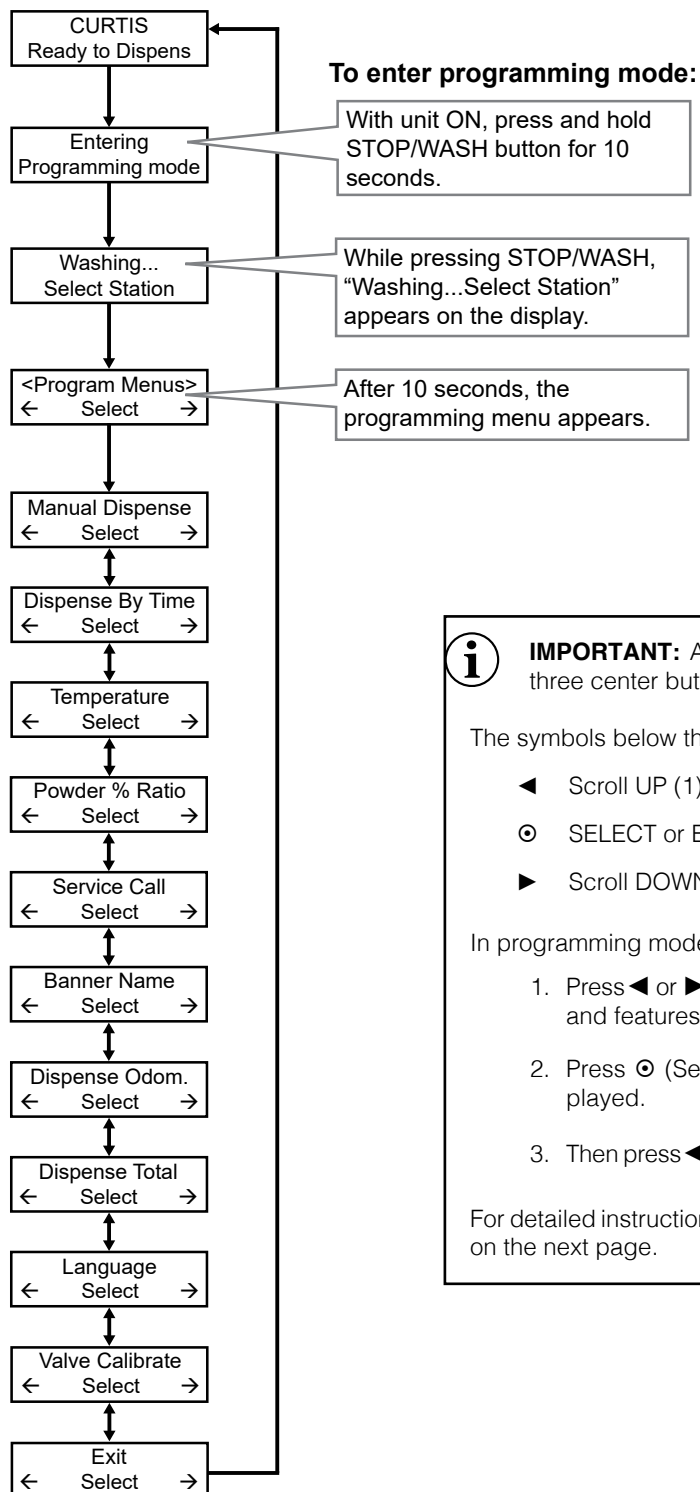 CURTIS
Ready to Dispens
To enter programming mode:
Entering
Programming mode
With unit ON, press and hold
STOP/WASH button for 10
seconds.
Washing...
Select Station
While pressing STOP/WASH,
“Washing...Select Station”
appears on the display.
<Program Menus>
← Select →
After 10 seconds, the
programming menu appears.
Manual Dispense
← Select →
Dispense By Time
← Select →
Temperature
← Select →
Powder % Ratio
← Select →
Service Call
← Select →
Banner Name
← Select →
Dispense Odom.
← Select →
Dispense Total
← Select →
Language
← Select →
Valve Calibrate
← Select →
Exit
← Select →
i IMPORTANT:
three center
The symbols below
◄ Scroll UP (1)
⊙ SELECT or
► Scroll DOWN
In programming mode
1. Press ◄ or ►
and features
2. Press ⊙
played.
3. Then press ◄
For detailed
on the next page.